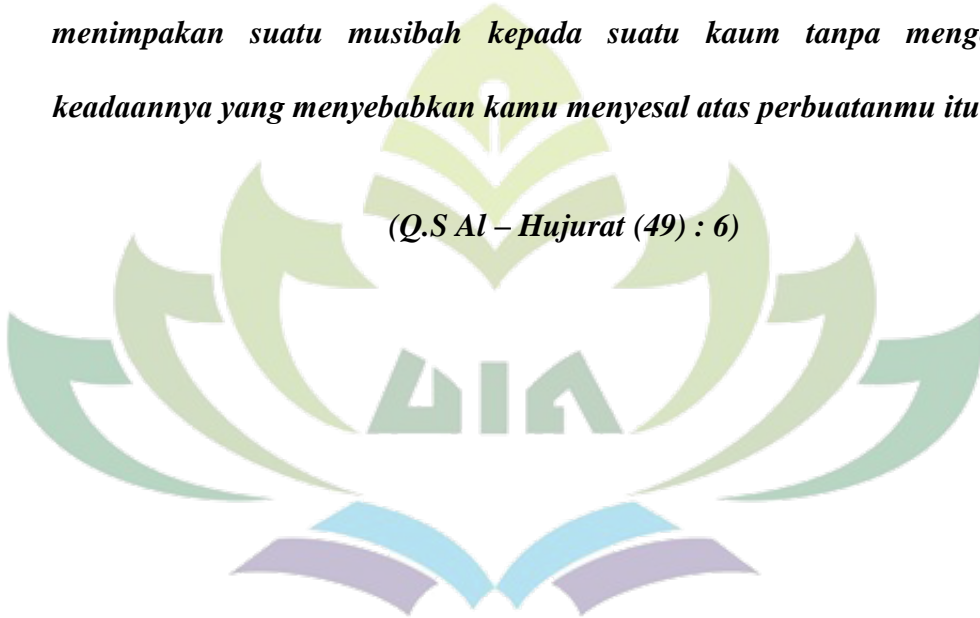 menimpakan suatu musibah kepada suatu kaum tanpa
keadaannya yang menyebabkan kamu menyesal atas perbuatanmu itu
(Q.S Al – Hujurat (49) : 6)
UIN